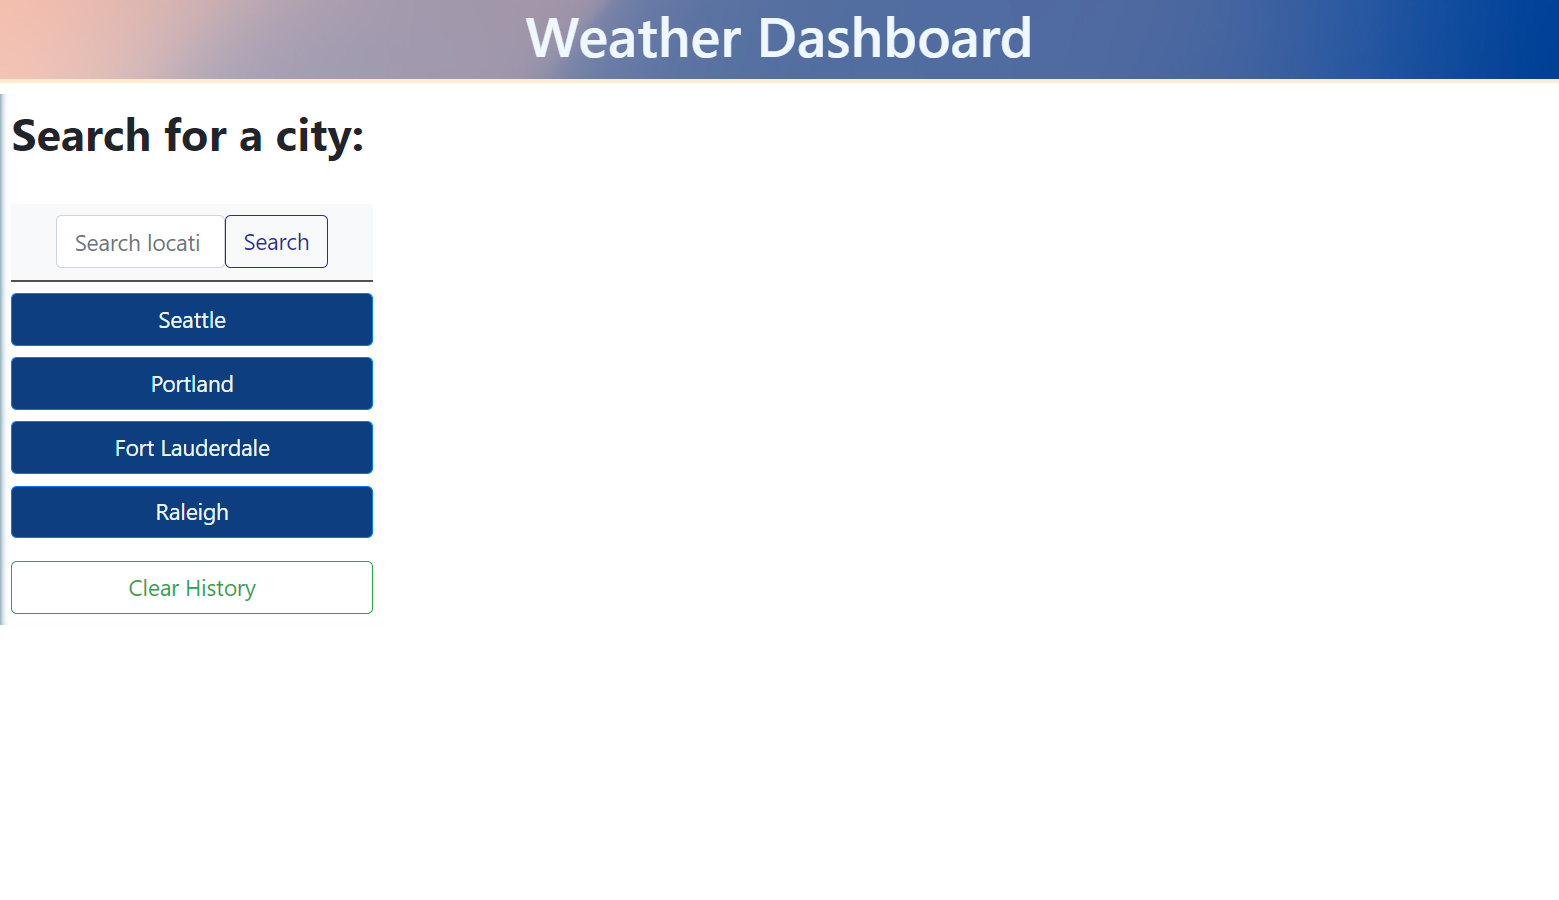 Weather Dashboard
Search for a city:
Search locati
Search
Seattle
Portland
Fort Lauderdale
Raleigh
Clear History